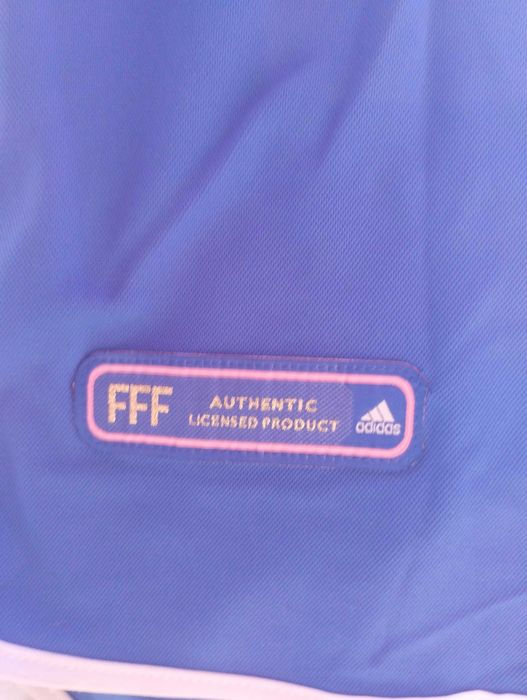 FFF
AUTHENTIC
LICENSED PRODUCT
adidas